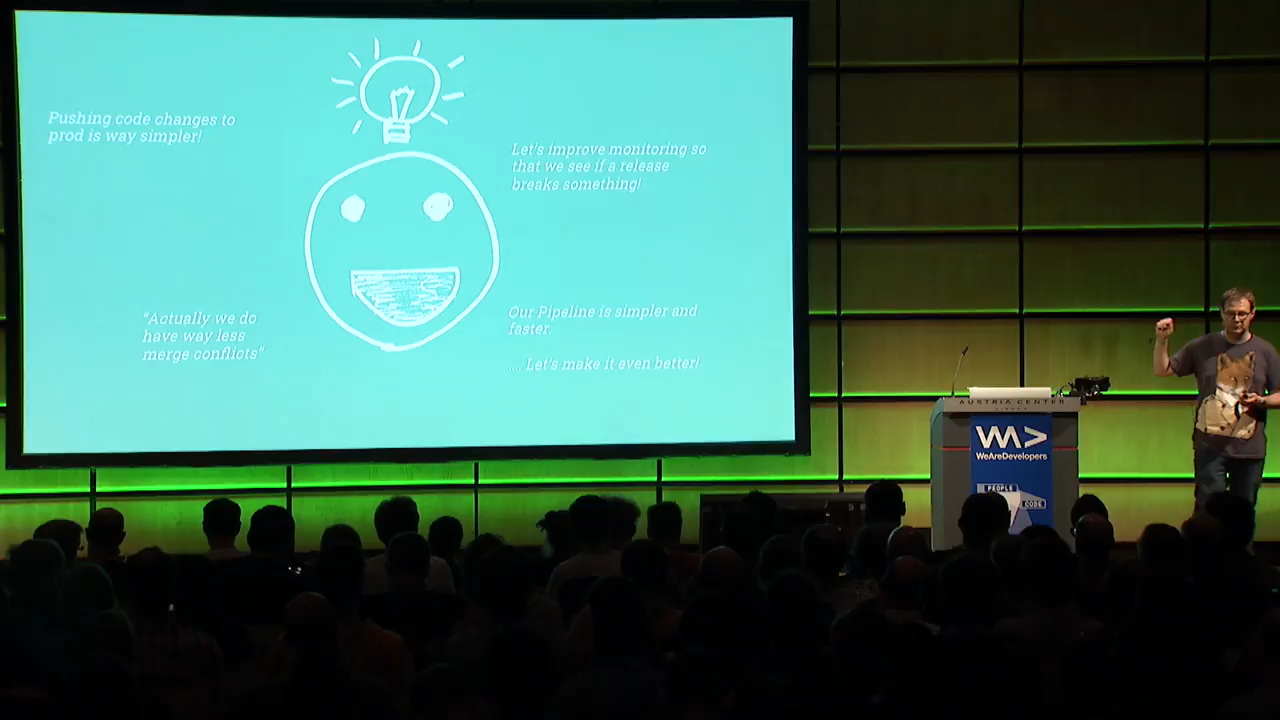 Pushing code changes to
prod is way simpler!
Let's improve monitoring so
that we see if a release
breaks something!
"Actually we do
have way less
merge conflicts"
Our Pipeline is simpler and
faster.
.... Let's make it even better!
AUSTRIA CENTER
WeAreDevelopers
PEOPLE
CODE